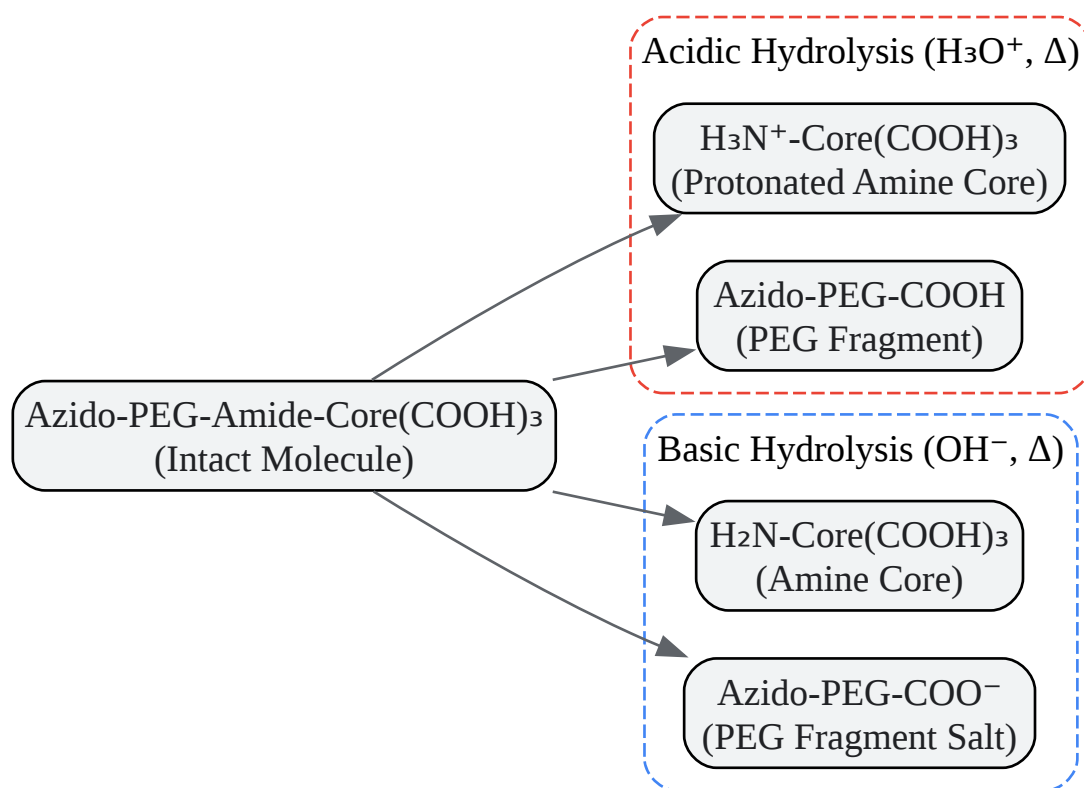 Acidic Hydrolysis (H₃O⁺, Δ)
H₃N⁺-Core(COOH)₃
(Protonated Amine Core)
Azido-PEG-COOH
(PEG Fragment)
Azido-PEG-Amide-Core(COOH)₃
(Intact Molecule)
Basic Hydrolysis (OH⁻, Δ)
H₂N-Core(COOH)₃
(Amine Core)
Azido-PEG-COO⁻
(PEG Fragment Salt)